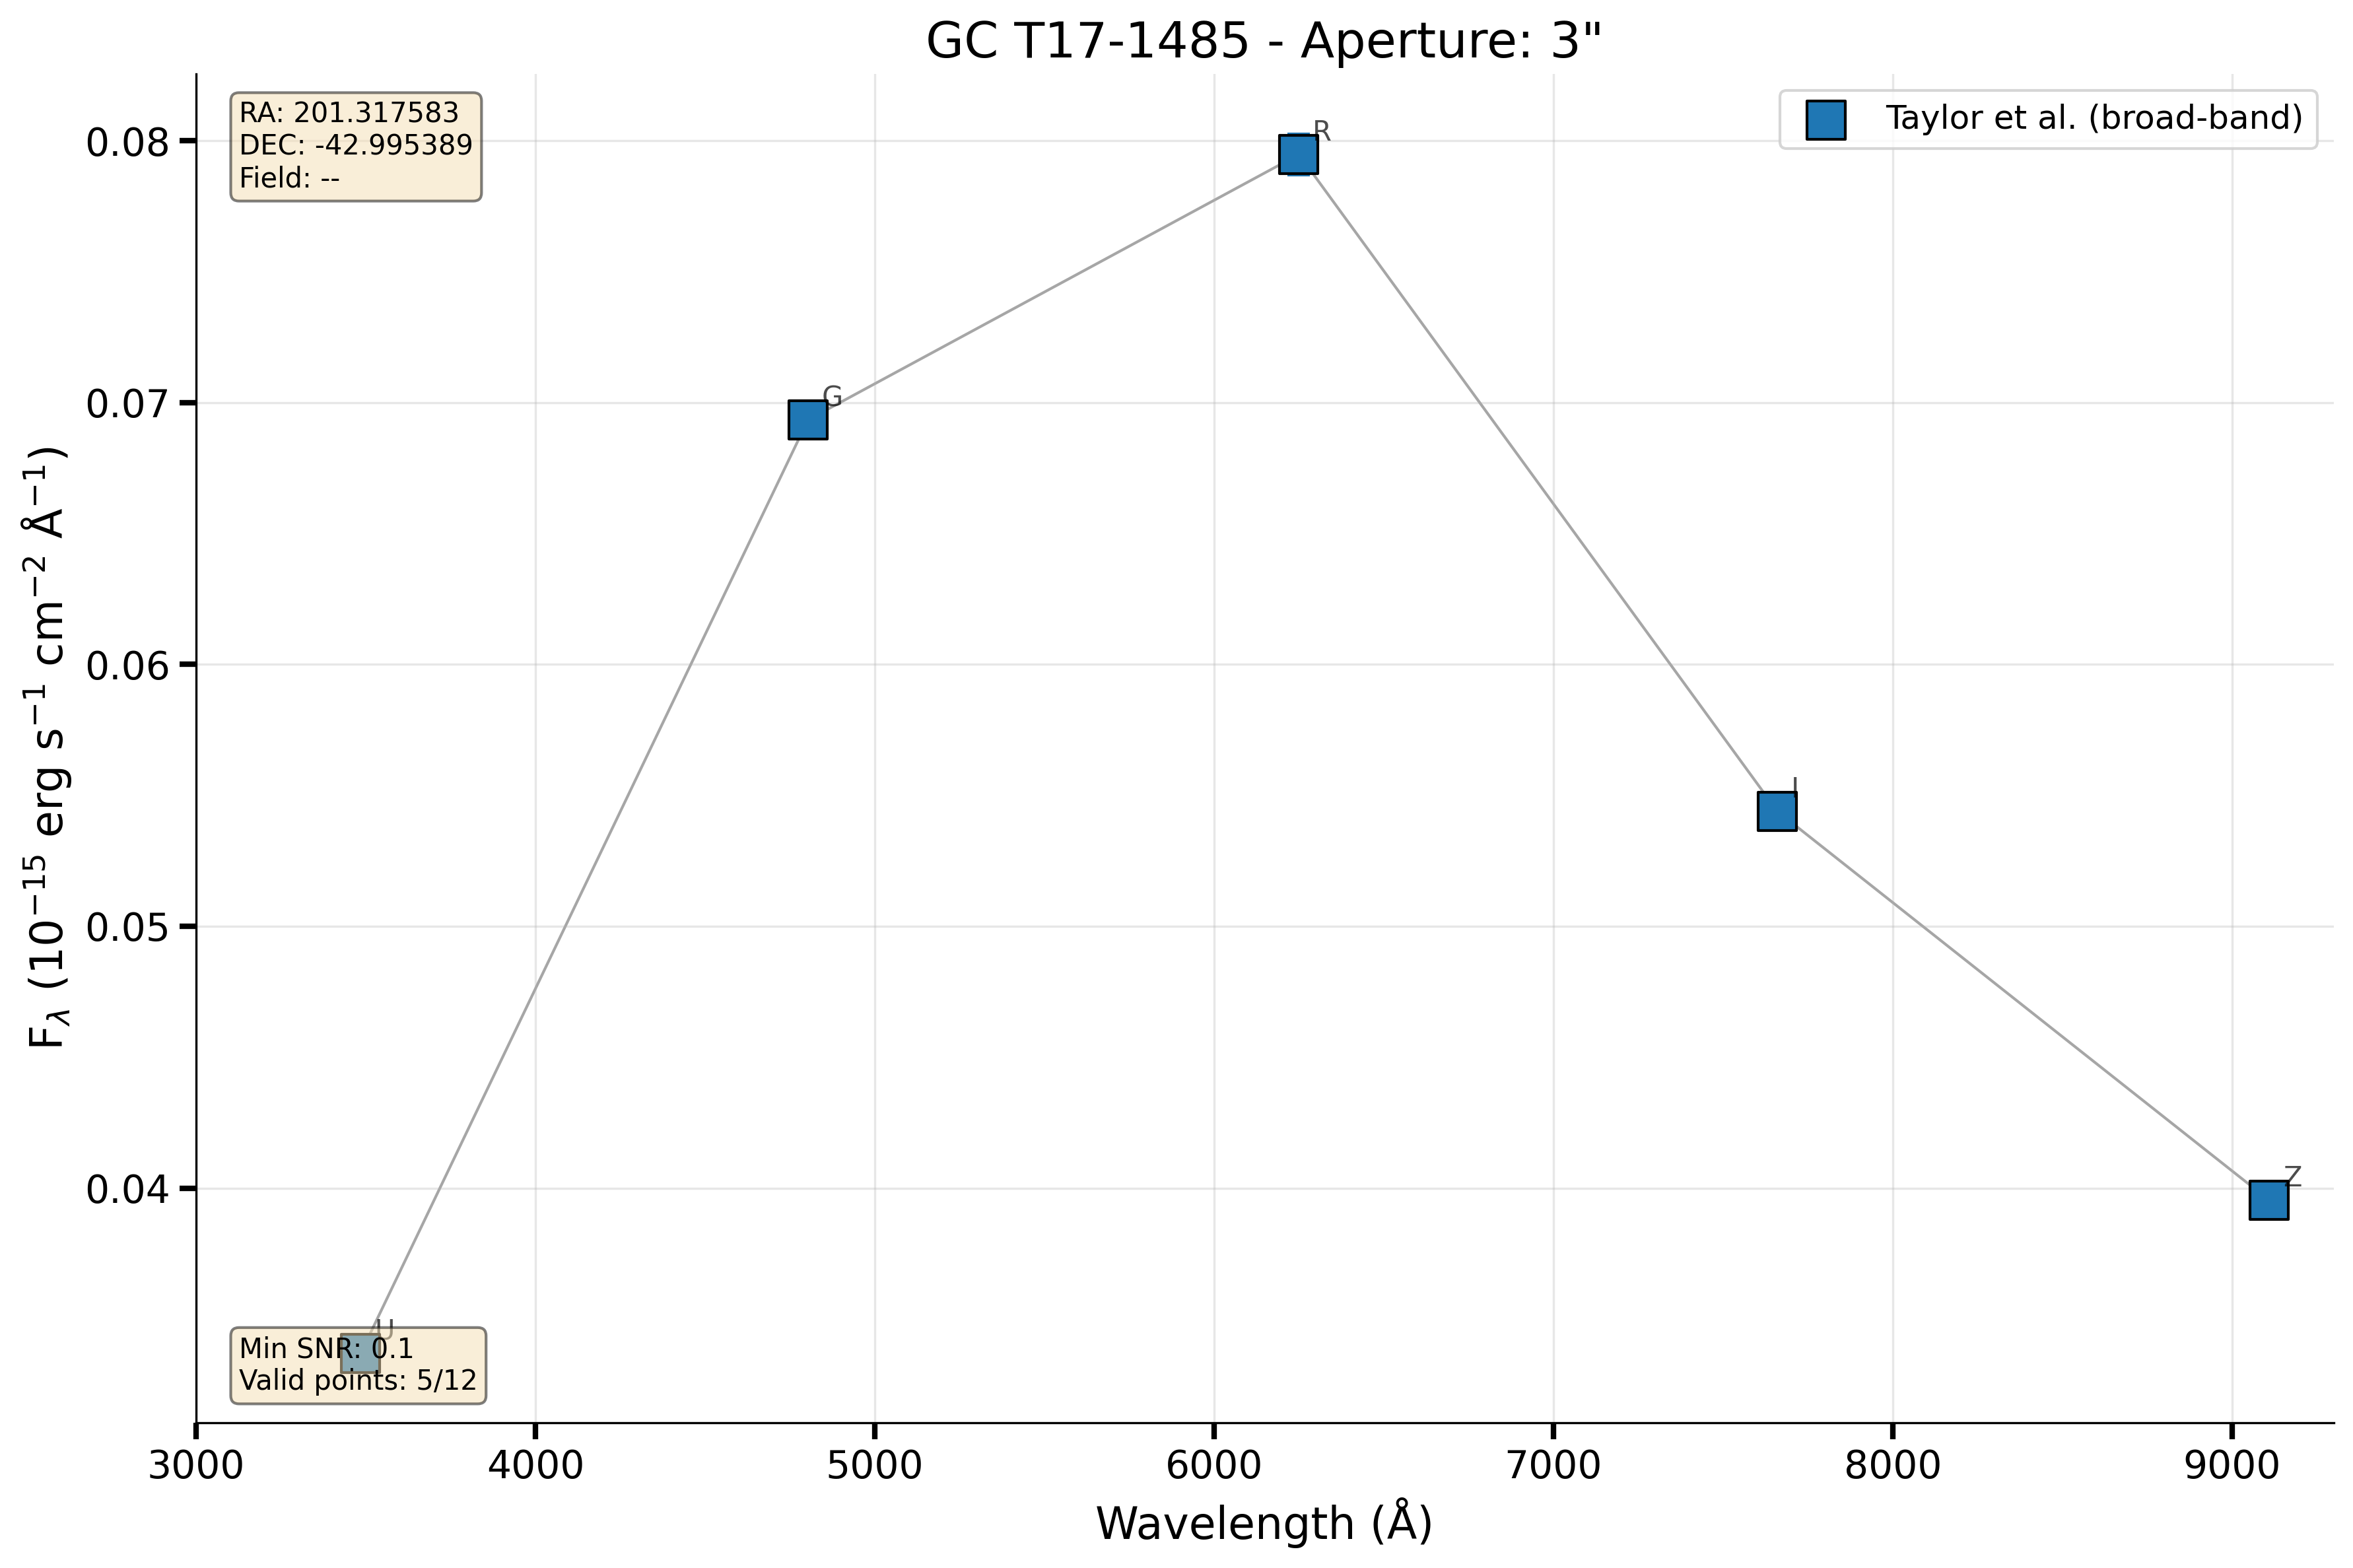 GC T17-1485 - Aperture: 3"
RA: 201.317583
DEC: -42.995389
Field: --
Taylor et al. (broad-band)
R
G
I
Z
U
Min SNR: 0.1
Valid points: 5/12
0.08
0.07
0.06
0.05
0.04
F_λ (10⁻¹⁵ erg s⁻¹ cm⁻² Å⁻¹)
3000 4000 5000 6000 7000 8000 9000
Wavelength (Å)